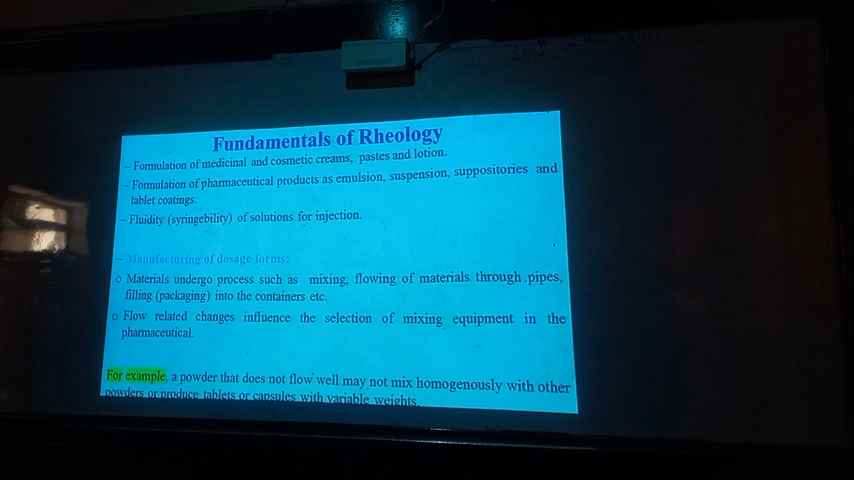 Fundamentals of Rheology
– Formulation of medicinal and cosmetic creams, pastes and lotion.
– Formulation of pharmaceutical products as emulsion, suspension, suppositories and
tablet coatings.
– Fluidity (syringebility) of solutions for injection.
– Manufacturing of dosage forms:
o Materials undergo process such as mixing, flowing of materials through pipes,
filling (packaging) into the containers etc.
o Flow related changes influence the selection of mixing equipment in the
pharmaceutical.
For example, a powder that does not flow well may not mix homogenously with other
powders or produce tablets or capsules with variable weights.